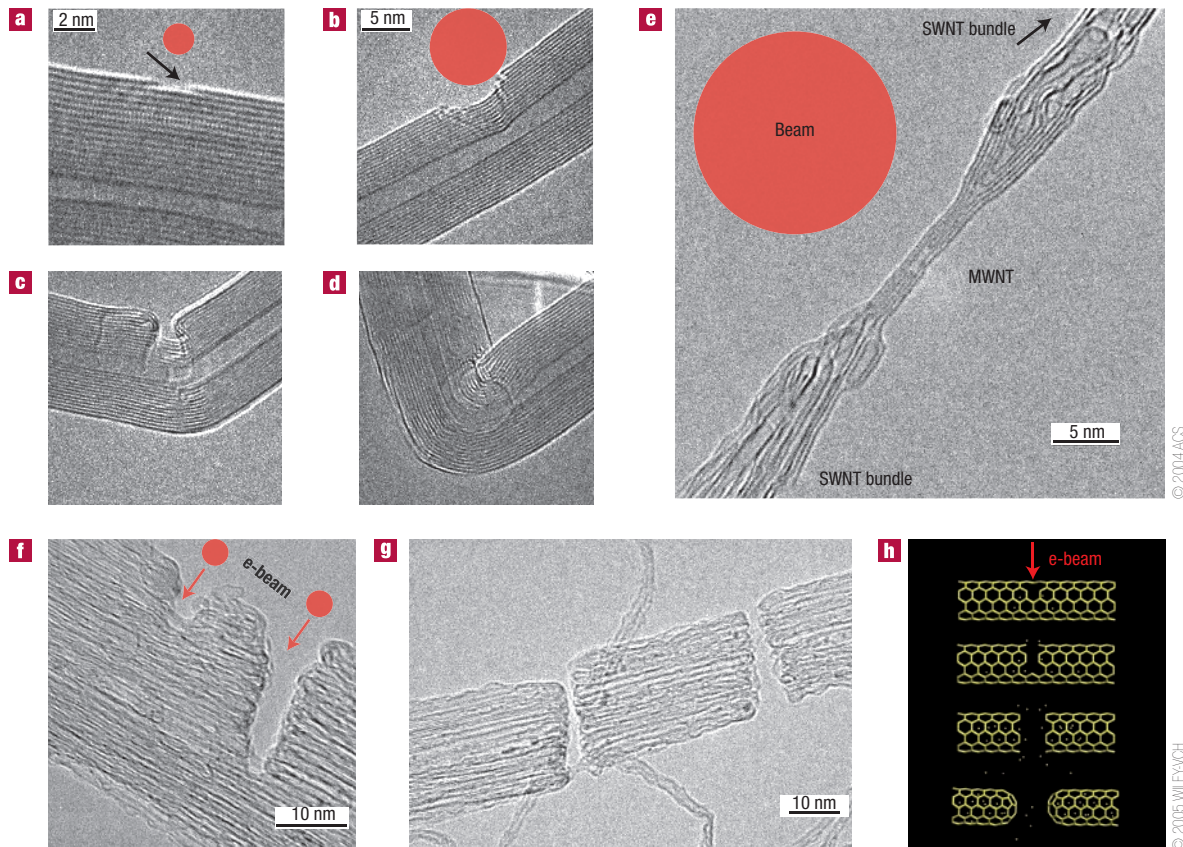 a
2 nm
b
5 nm
c
d
e
SWNT bundle
Beam
MWNT
5 nm
SWNT bundle
© 2004 ACS
f
e-beam
10 nm
g
10 nm
h
e-beam
© 2005 WILEY-VCH